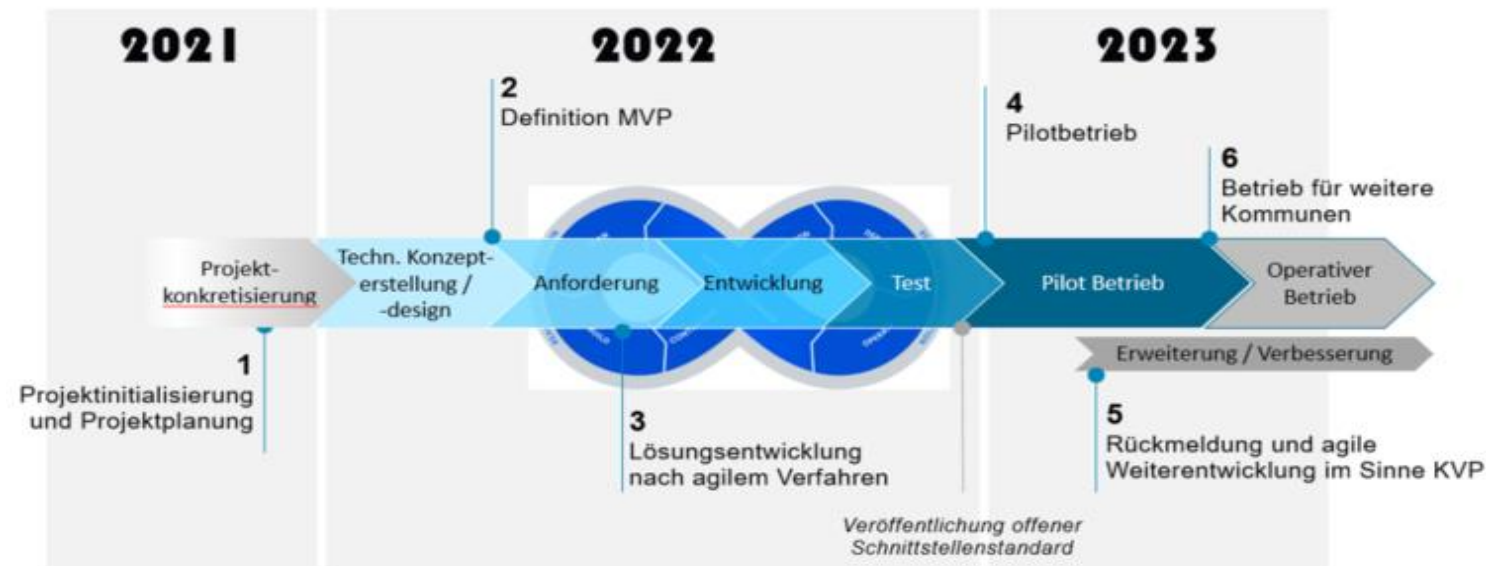 2021
2022
2023
2
Definition MVP
4
Pilotbetrieb
6
Betrieb für weitere
Kommunen
Projekt-
konkretisierung
Techn. Konzept-
erstellung /
-design
Anforderung
Entwicklung
Test
Pilot Betrieb
Operativer
Betrieb
Erweiterung / Verbesserung
1
Projektinitialisierung
und Projektplanung
3
Lösungsentwicklung
nach agilem Verfahren
5
Rückmeldung und agile
Weiterentwicklung im Sinne KVP
Veröffentlichung offener
Schnittstellenstandard